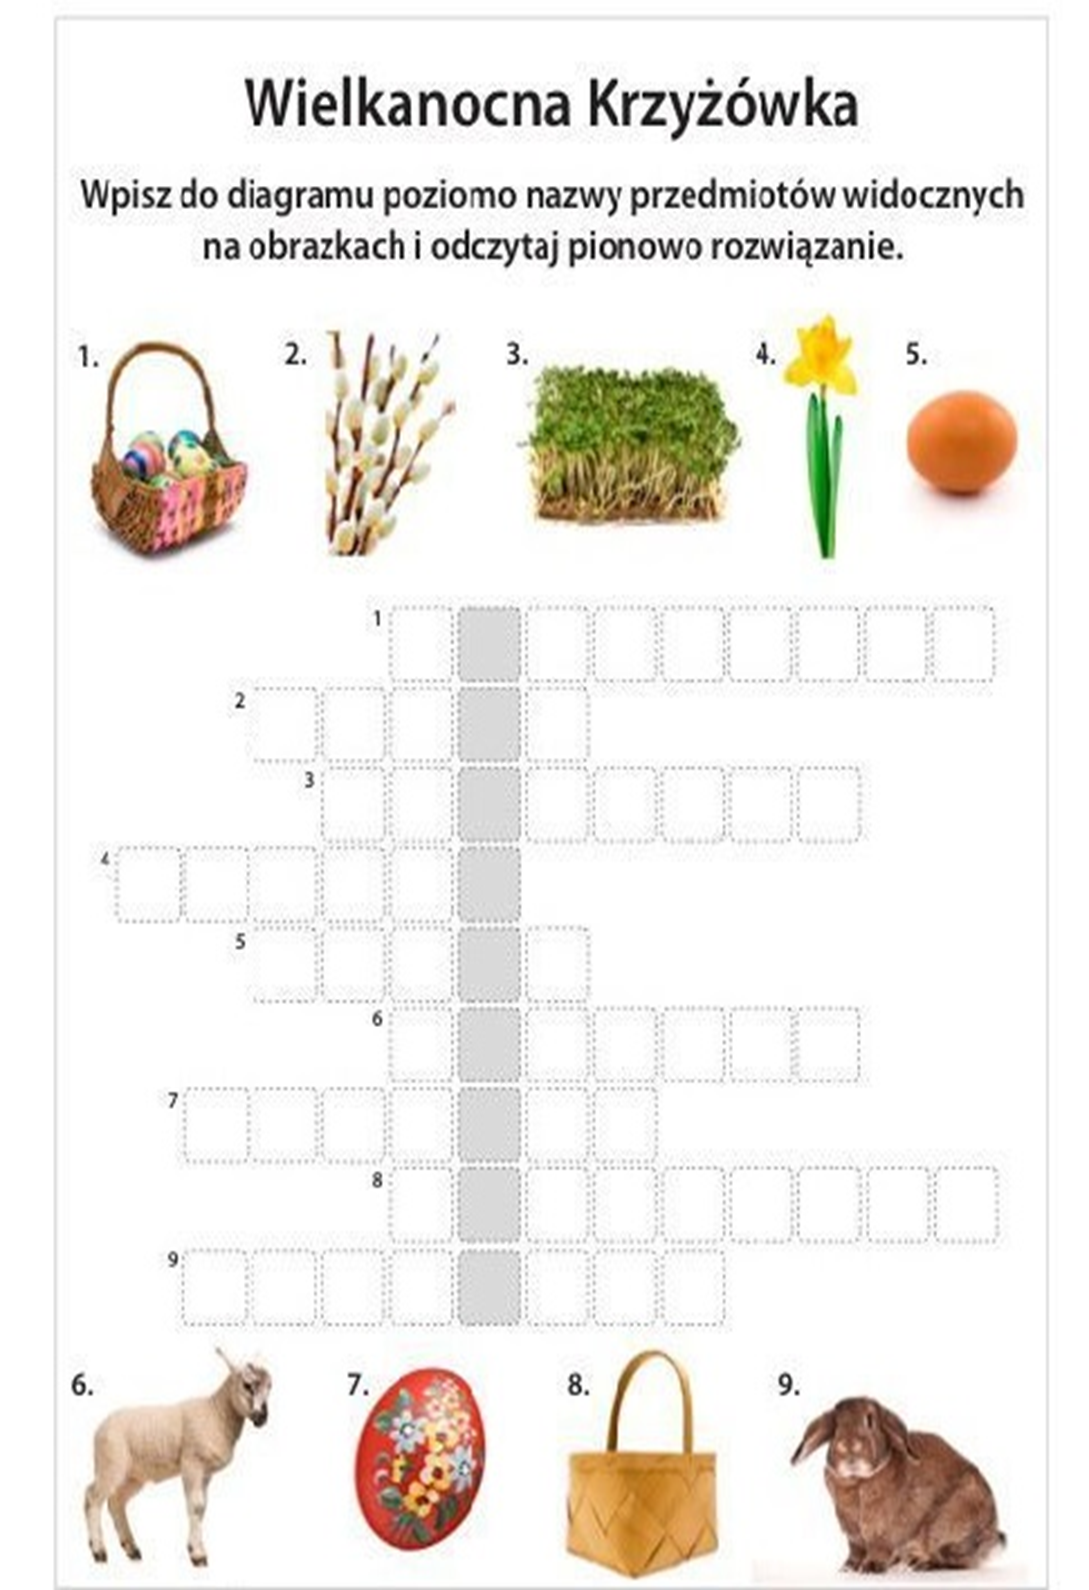 Wielkanocna Krzyżówka
Wpisz do diagramu poziomo nazwy przedmiotów widocznych
na obrazkach i odczytaj pionowo rozwiązanie.
1. 2. 3. 4. 5.
1
2
3
4
5
6
7
8
9
6. 7. 8. 9.